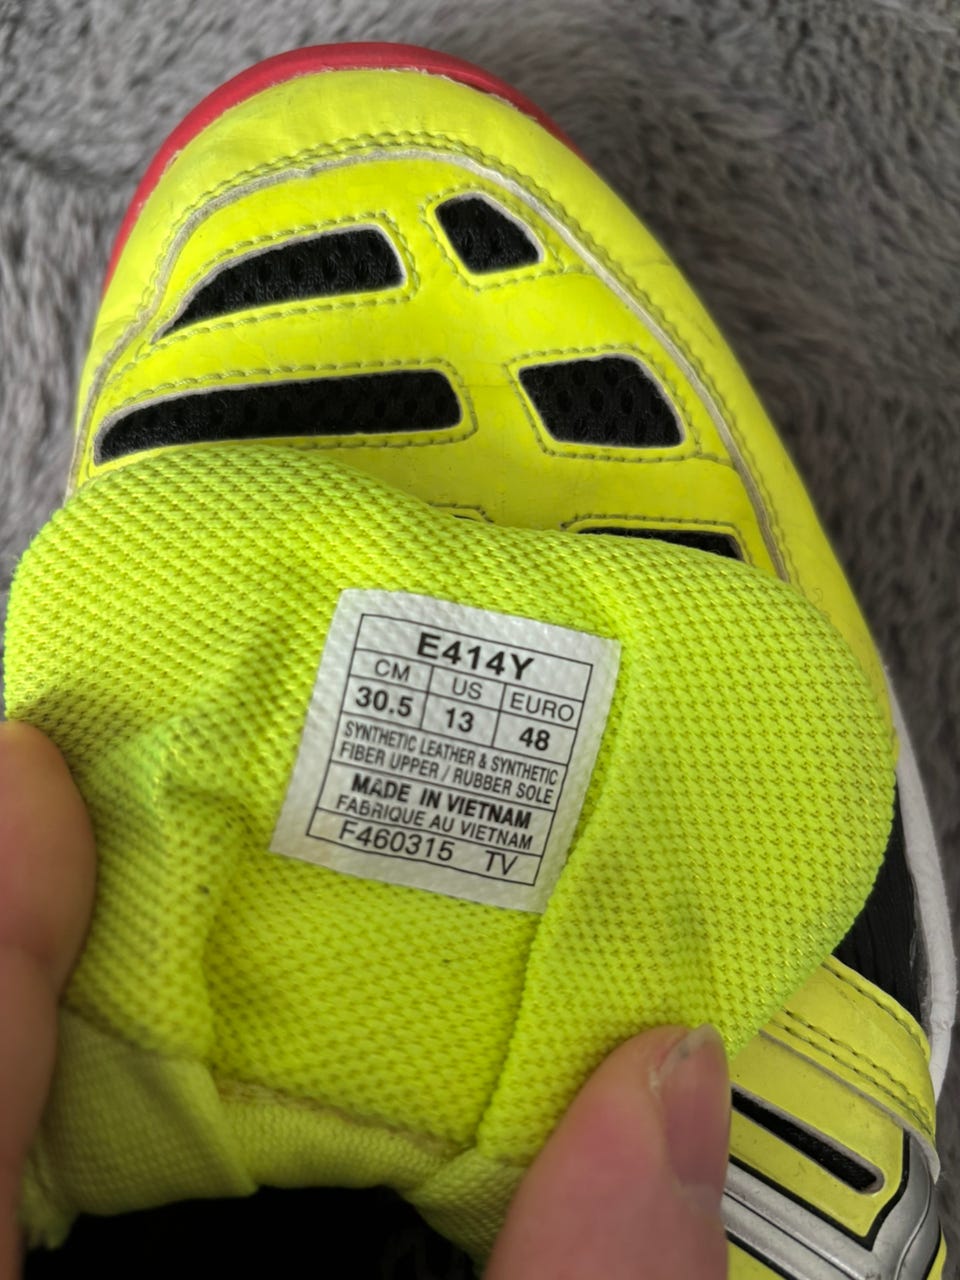 E414Y
CM US EURO
30.5 13 48
SYNTHETIC LEATHER & SYNTHETIC
FIBER UPPER / RUBBER SOLE
MADE IN VIETNAM
FABRIQUE AU VIETNAM
F460315 TV